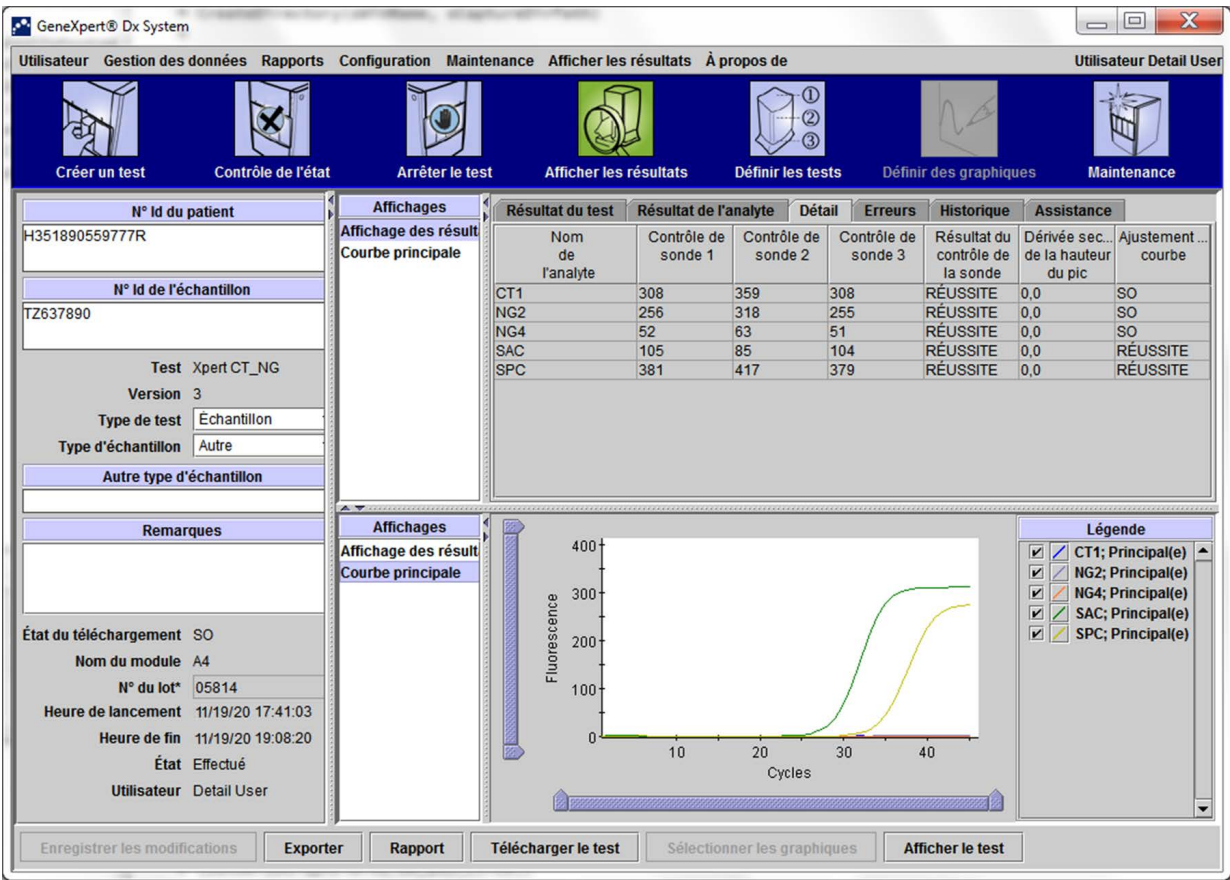 GeneXpert® Dx System
Utilisateur Gestion des données Rapports Configuration Maintenance Afficher les résultats À propos de Utilisateur Detail User
Créer un test Contrôle de l'état Arrêter le test Afficher les résultats Définir les tests Définir des graphiques Maintenance
N° Id du patient
H351890559777R
N° Id de l'échantillon
TZ637890
Test Xpert CT_NG
Version 3
Type de test Échantillon
Type d'échantillon Autre
Autre type d'échantillon
Remarques
État du téléchargement SO
Nom du module A4
N° du lot* 05814
Heure de lancement 11/19/20 17:41:03
Heure de fin 11/19/20 19:08:20
État Effectué
Utilisateur Detail User
Affichages
Affichage des résult
Courbe principale
Résultat du test Résultat de l'analyte Détail Erreurs Historique Assistance
Nom de l'analyte Contrôle de sonde 1 Contrôle de sonde 2 Contrôle de sonde 3 Résultat du contrôle de la sonde Dérivée sec... de la hauteur du pic Ajustement ... courbe
CT1 308 359 308 RÉUSSITE 0,0 SO
NG2 256 318 255 RÉUSSITE 0,0 SO
NG4 52 63 51 RÉUSSITE 0,0 SO
SAC 105 85 104 RÉUSSITE 0,0 RÉUSSITE
SPC 381 417 379 RÉUSSITE 0,0 RÉUSSITE
Affichages
Affichage des résult
Courbe principale
Fluorescence
400
300
200
100
0
10 20 30 40
Cycles
Légende
CT1; Principal(e)
NG2; Principal(e)
NG4; Principal(e)
SAC; Principal(e)
SPC; Principal(e)
Enregistrer les modifications Exporter Rapport Télécharger le test Sélectionner les graphiques Afficher le test